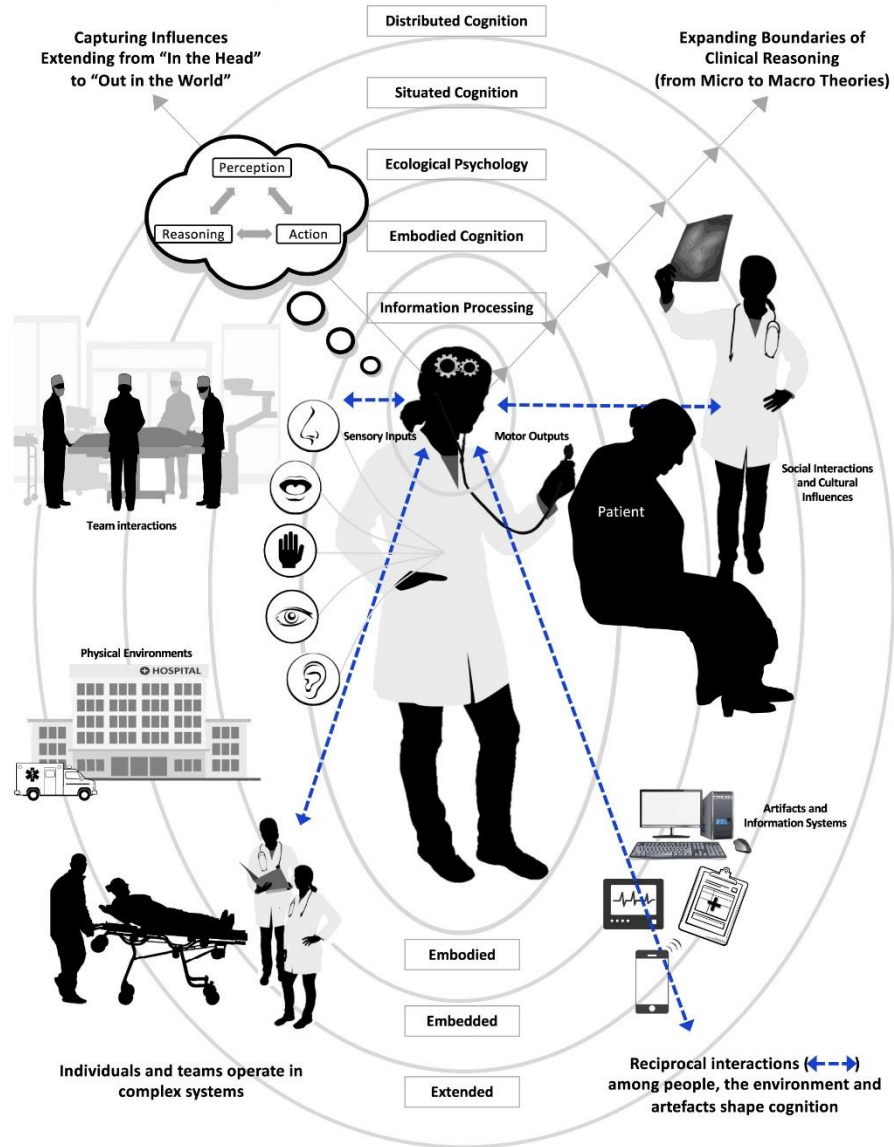 Distributed Cognition
Capturing Influences
Extending from “In the Head”
to “Out in the World”
Expanding Boundaries of
Clinical Reasoning
(from Micro to Macro Theories)
Situated Cognition
Ecological Psychology
Perception
Reasoning
Action
Embodied Cognition
Information Processing
Sensory Inputs
Motor Outputs
Social Interactions
and Cultural
Influences
Patient
Team interactions
Physical Environments
HOSPITAL
Artifacts and
Information Systems
Embodied
Embedded
Extended
Individuals and teams operate in
complex systems
Reciprocal interactions ( )
among people, the environment and
artefacts shape cognition